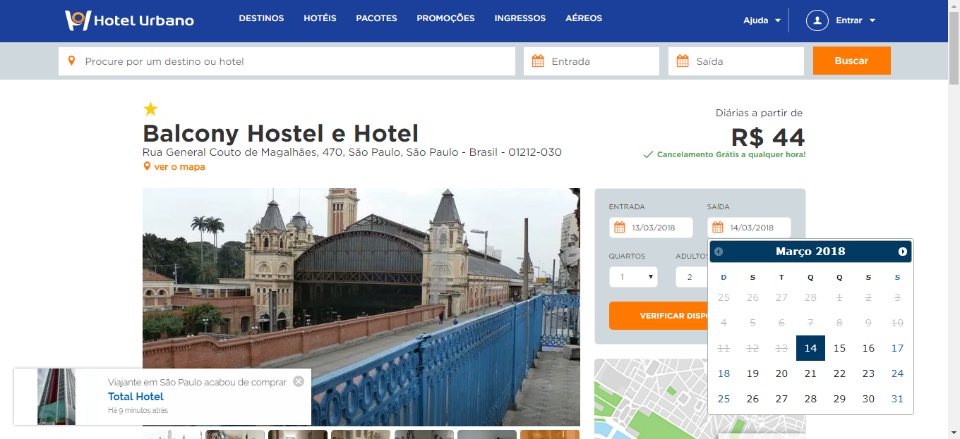 Hotel Urbano
DESTINOS HOTÉIS PACOTES PROMOÇÕES INGRESSOS AÉREOS
Ajuda Entrar
Procure por um destino ou hotel Entrada Saída Buscar
Balcony Hostel e Hotel
Rua General Couto de Magalhães, 470, São Paulo, São Paulo - Brasil - 01212-030
ver o mapa
Diárias a partir de
R$ 44
Cancelamento Grátis a qualquer hora!
ENTRADA SAÍDA
13/03/2018 14/03/2018
QUARTOS ADULTOS
1 2
VERIFICAR DISP
Março 2018
D S T Q Q S S
25 26 27 28 1 2 3
4 5 6 7 8 9 10
11 12 13 14 15 16 17
18 19 20 21 22 23 24
25 26 27 28 29 30 31
Viajante em São Paulo acabou de comprar
Total Hotel
Há 9 minutos atrás